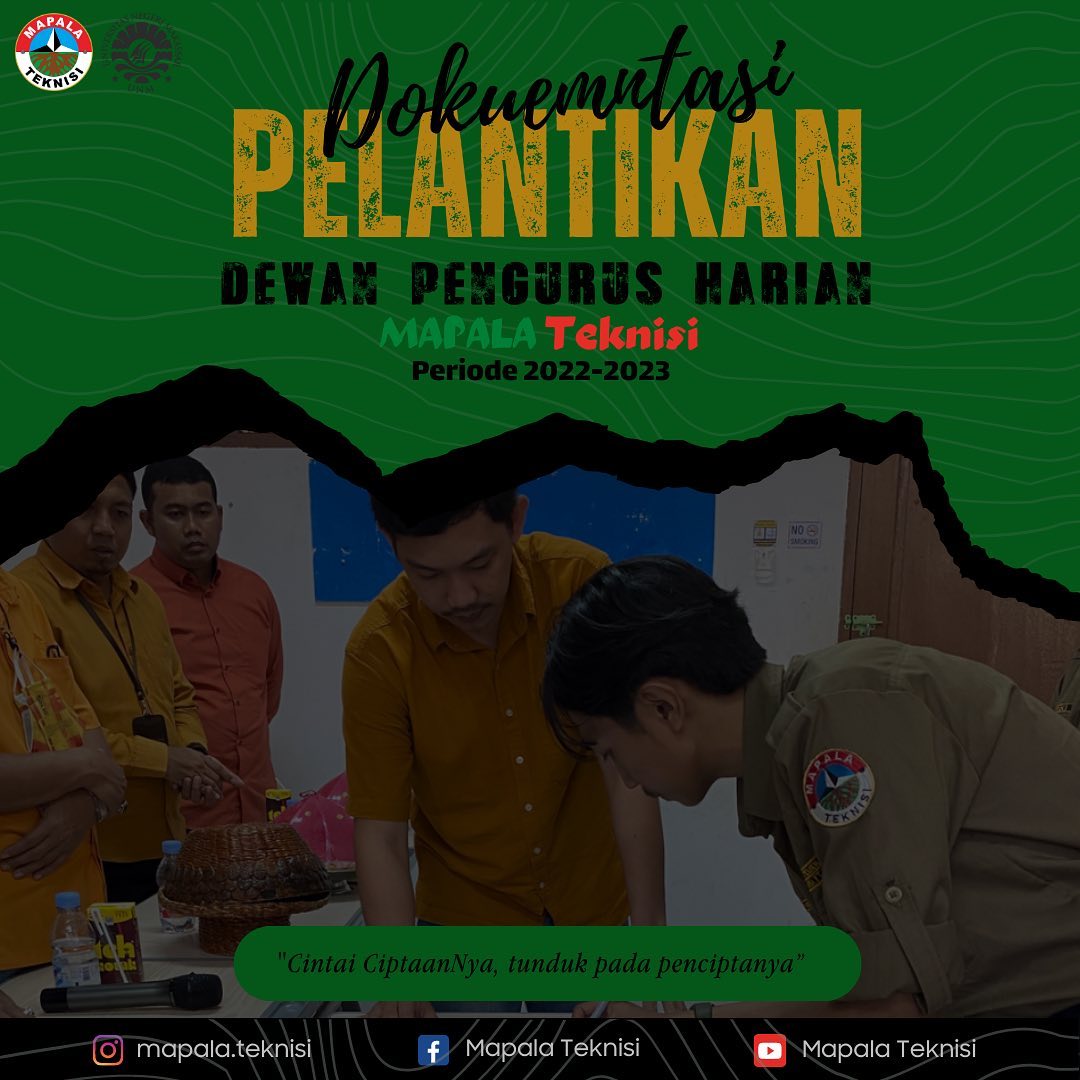 MAPALA
TEKNISI
UNM
Dokuemntasi
PELANTIKAN
DEWAN PENGURUS HARIAN
MAPALA Teknisi
Periode 2022-2023
NO
SMOKING
MAPALA
TEKNISI
"Cintai CiptaanNya, tunduk pada penciptanya”
mapala.teknisi
Mapala Teknisi
Mapala Teknisi